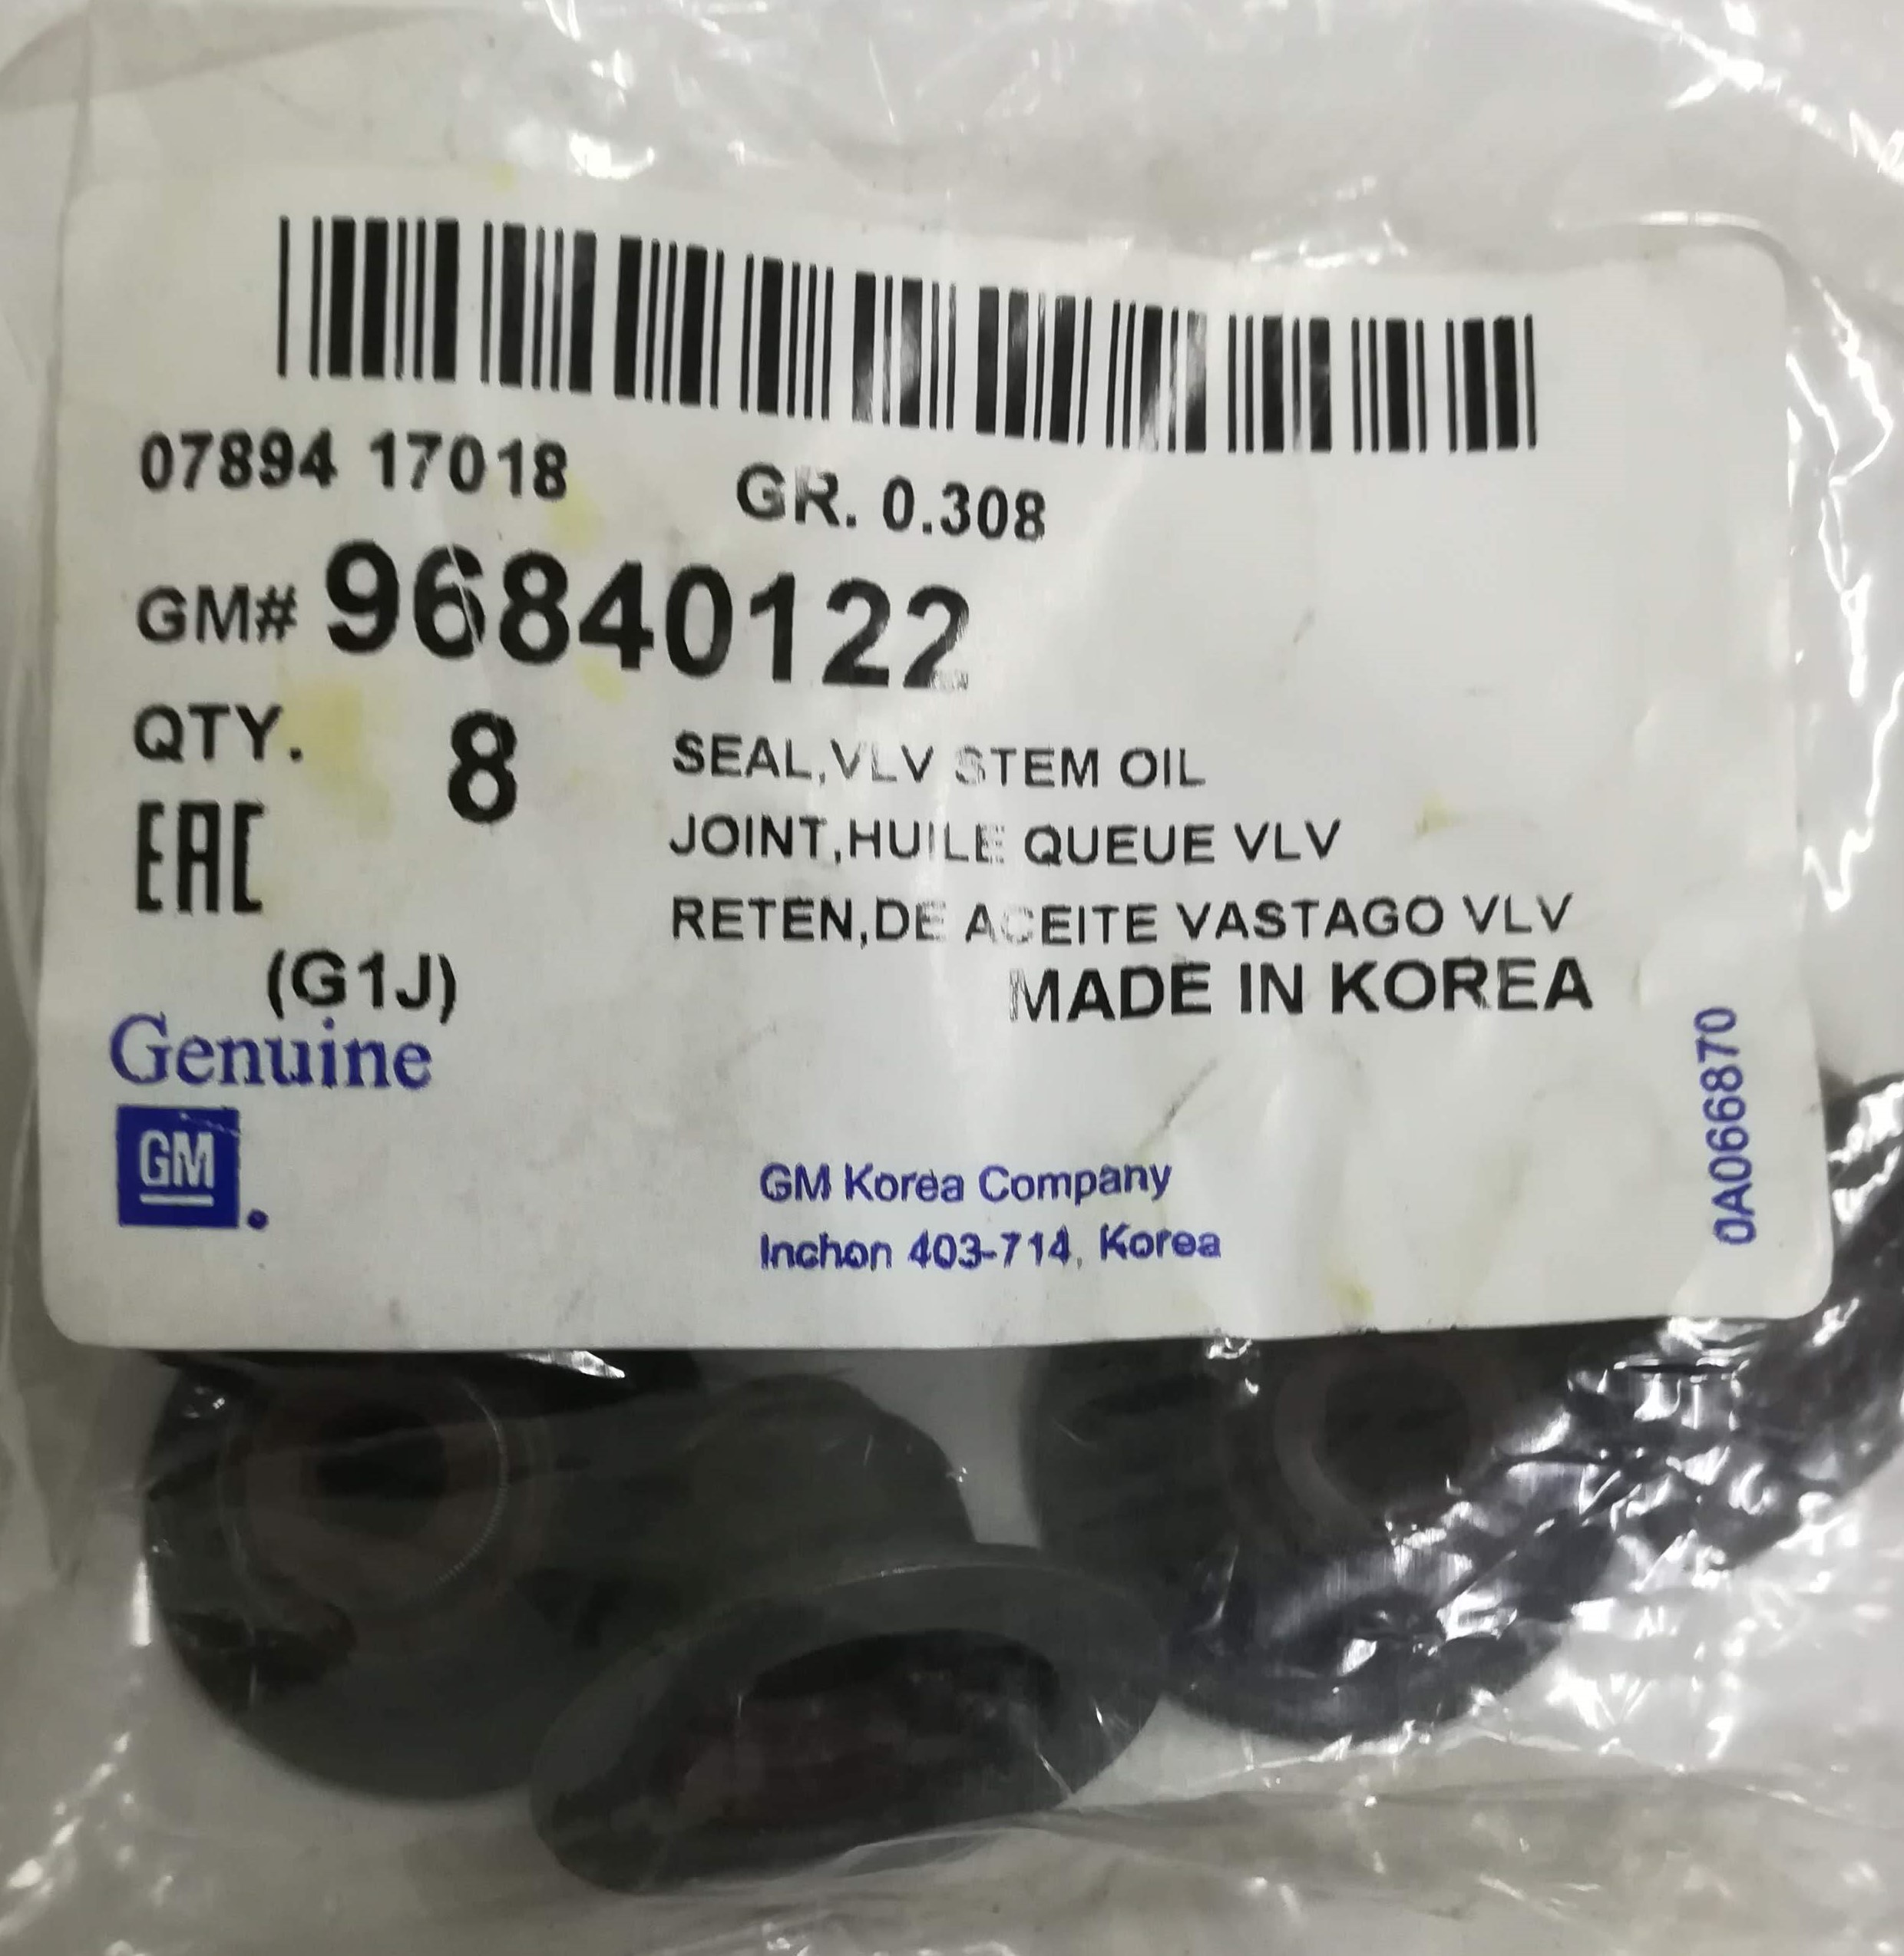 07894 17018 GR. 0.308
GM# 96840122
QTY. 8
SEAL,VLV STEM OIL
JOINT,HUILE QUEUE VLV
RETEN,DE ACEITE VASTAGO VLV
EAC
(G1J)
MADE IN KOREA
Genuine
GM
GM Korea Company
Inchon 403-714, Korea
0A066870